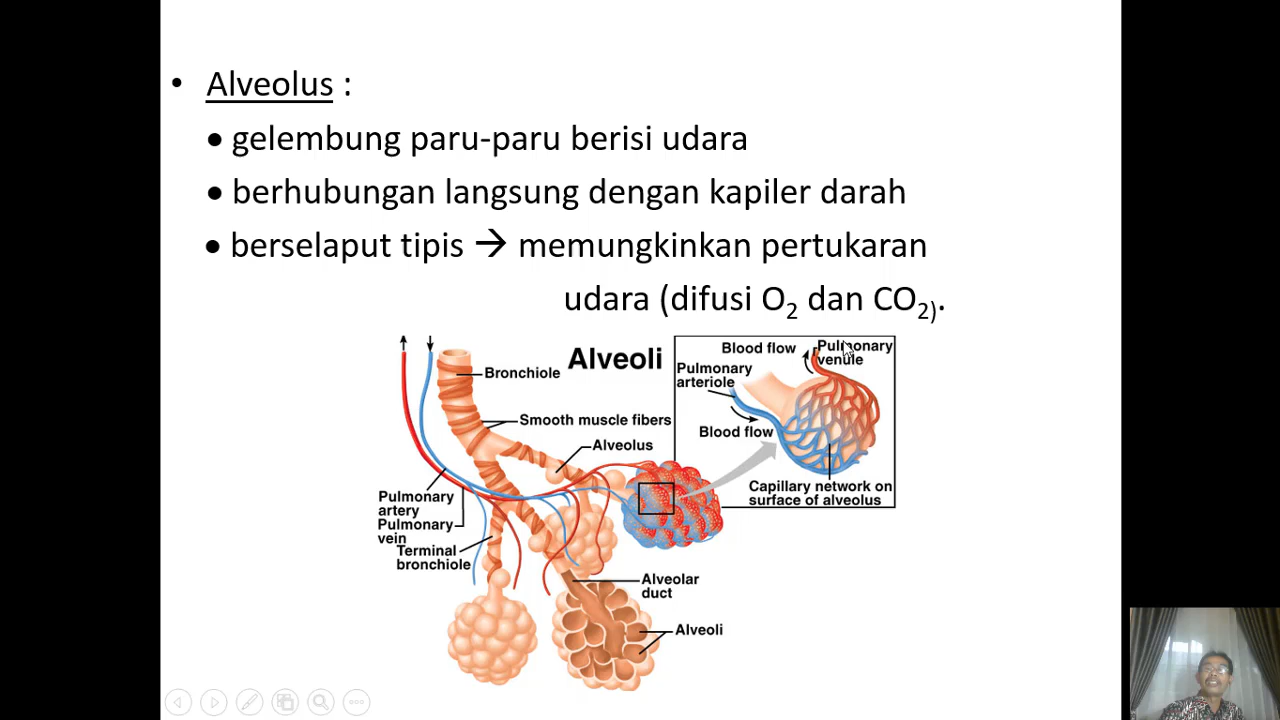 • Alveolus :
• gelembung paru-paru berisi udara
• berhubungan langsung dengan kapiler darah
• berselaput tipis → memungkinkan pertukaran
udara (difusi O2 dan CO2).
Alveoli
Bronchiole
Smooth muscle fibers
Alveolus
Pulmonary
artery
Pulmonary
vein
Terminal
bronchiole
Alveolar
duct
Alveoli
Blood flow
Pulmonary
venule
Pulmonary
arteriole
Blood flow
Capillary network on
surface of alveolus